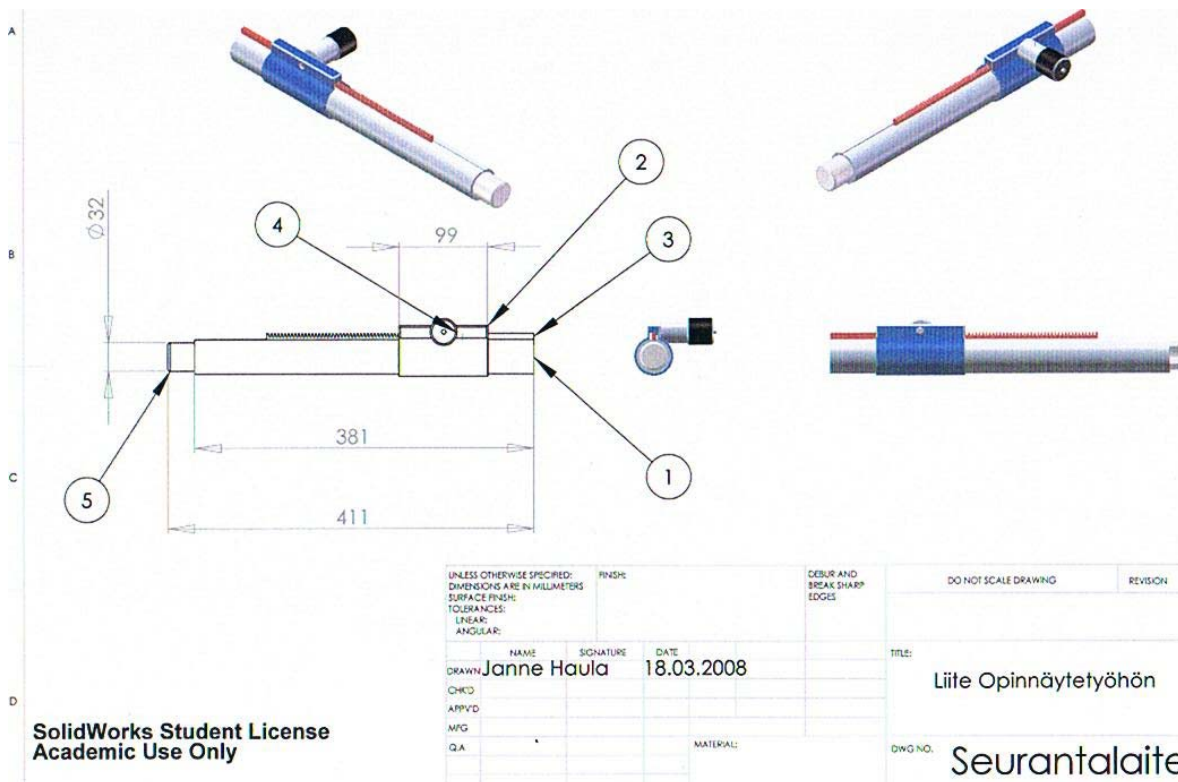 A
2
Ø32
4
99
3
B
381
1
C
5
411
UNLESS OTHERWISE SPECIFIED:
DIMENSIONS ARE IN MILLIMETERS
SURFACE FINISH:
TOLERANCES:
LINEAR:
ANGULAR:
FINISH:
DEBUR AND
BREAK SHARP
EDGES
DO NOT SCALE DRAWING
REVISION
NAME SIGNATURE DATE
DRAWN Janne Haula 18.03.2008
CHK'D
APPV'D
MFG
Q.A
MATERIAL:
TITLE:
Liite Opinnäytetyöhön
DWG NO.
Seurantalaite
D
SolidWorks Student License
Academic Use Only